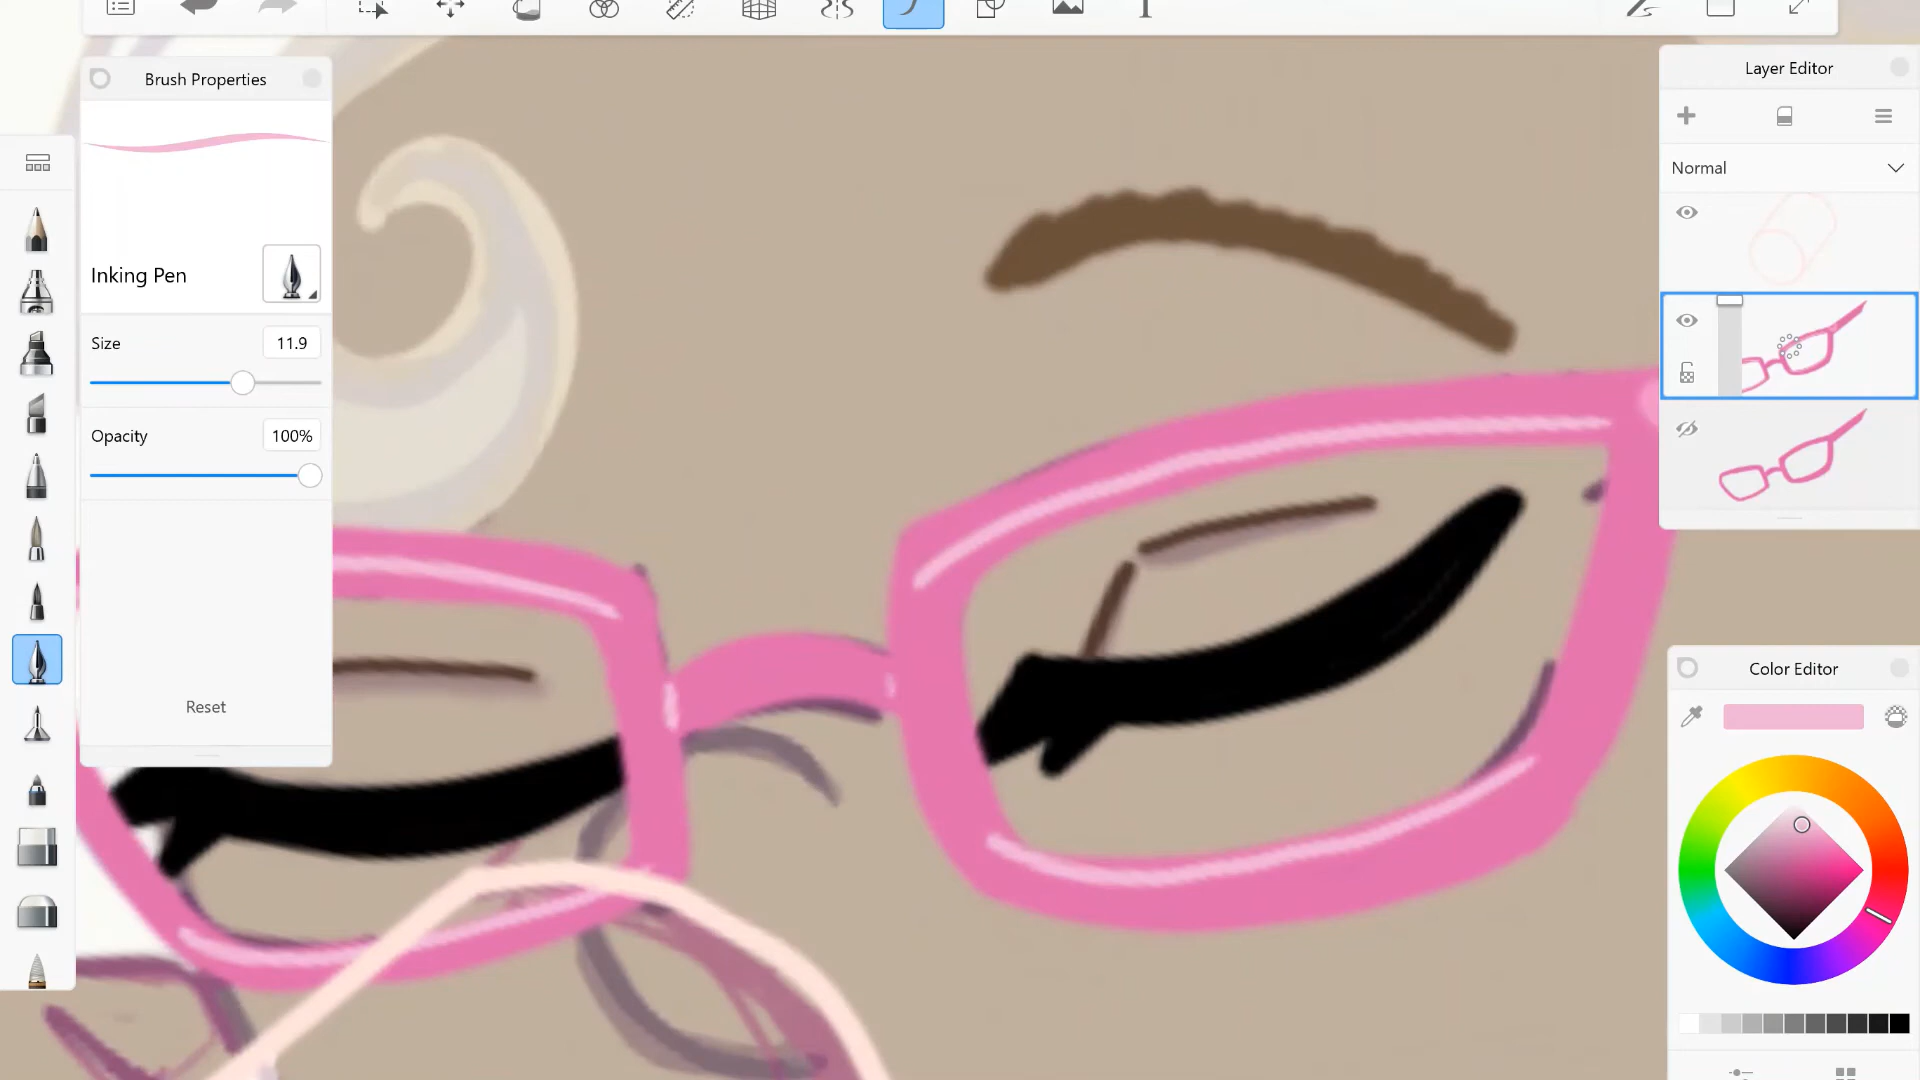 Brush Properties
Inking Pen
Size
11.9
Opacity
100%
Reset
Layer Editor
Normal
Color Editor